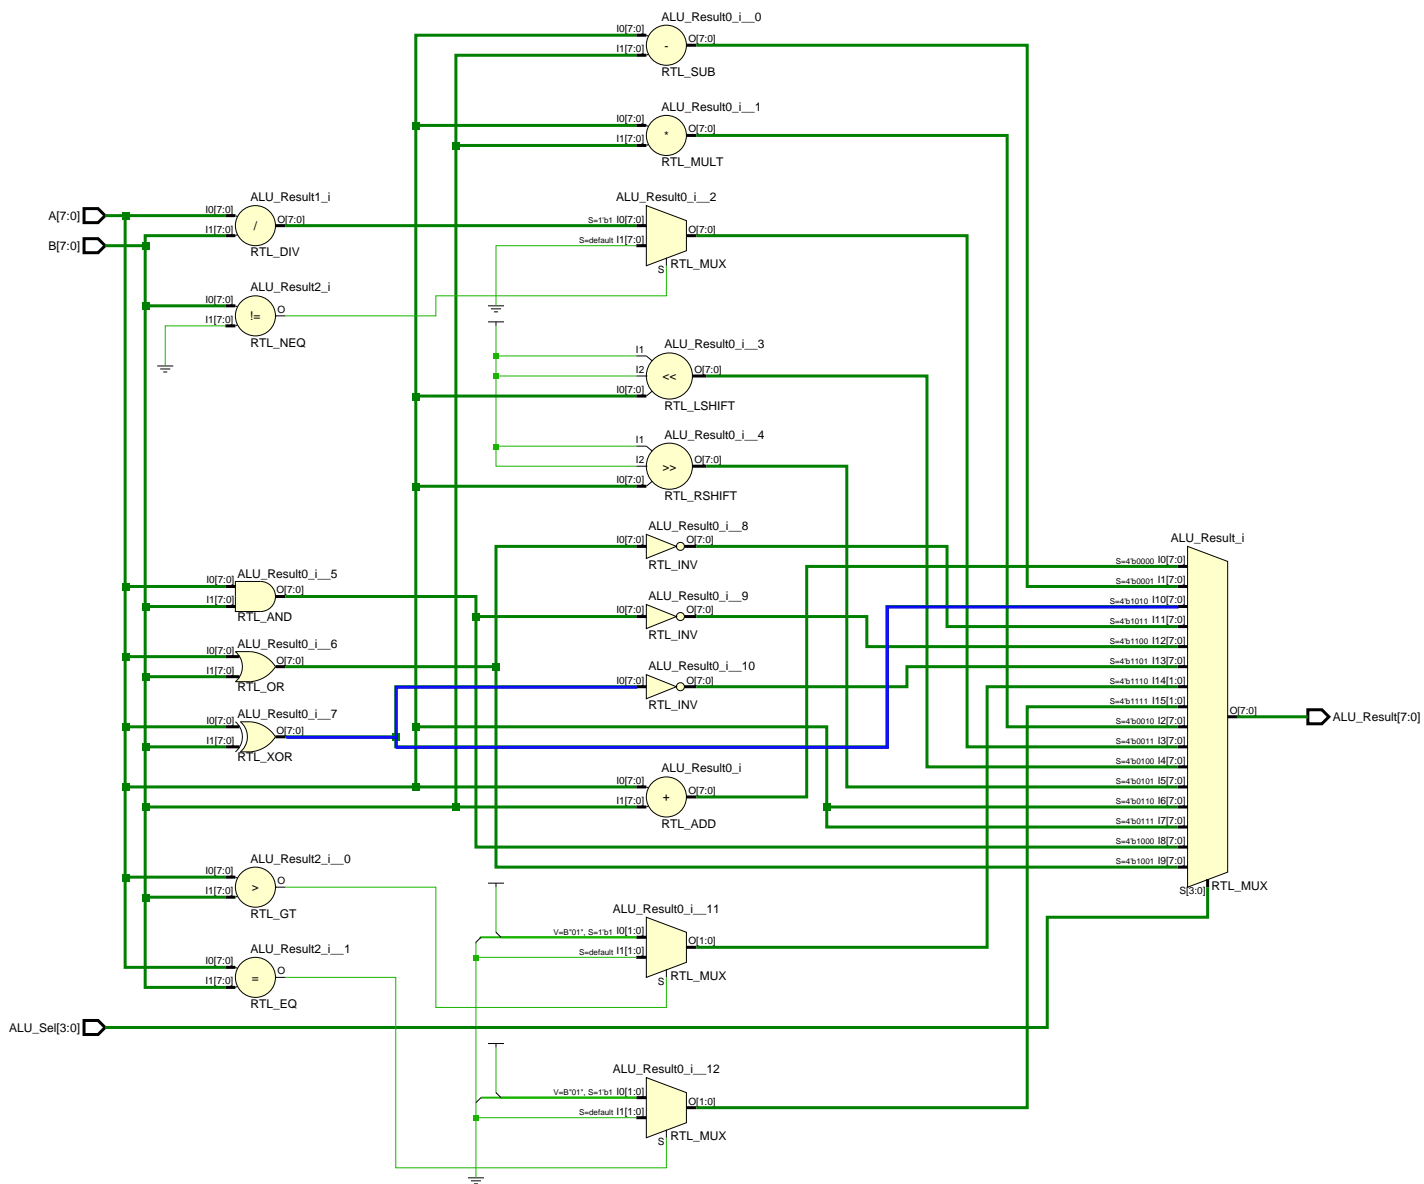 ALU_Result0_i__0
I0[7:0]
I1[7:0]
-
O[7:0]
RTL_SUB
ALU_Result0_i__1
I0[7:0]
I1[7:0]
*
O[7:0]
RTL_MULT
A[7:0]
B[7:0]
ALU_Result1_i
I0[7:0]
I1[7:0]
/
O[7:0]
RTL_DIV
ALU_Result0_i__2
S=1'b1 I0[7:0]
S=default I1[7:0]
O[7:0]
S
RTL_MUX
ALU_Result2_i
I0[7:0]
I1[7:0]
!=
O
RTL_NEQ
ALU_Result0_i__3
I1
I2
I0[7:0]
<<
O[7:0]
RTL_LSHIFT
ALU_Result0_i__4
I1
I2
I0[7:0]
>>
O[7:0]
RTL_RSHIFT
ALU_Result0_i__8
I0[7:0]
O[7:0]
RTL_INV
ALU_Result0_i__5
I0[7:0]
I1[7:0]
O[7:0]
RTL_AND
ALU_Result0_i__9
I0[7:0]
O[7:0]
RTL_INV
ALU_Result0_i__6
I0[7:0]
I1[7:0]
O[7:0]
RTL_OR
ALU_Result0_i__10
I0[7:0]
O[7:0]
RTL_INV
ALU_Result0_i__7
I0[7:0]
I1[7:0]
O[7:0]
RTL_XOR
ALU_Result0_i
I0[7:0]
I1[7:0]
+
O[7:0]
RTL_ADD
ALU_Result2_i__0
I0[7:0]
I1[7:0]
>
O
RTL_GT
ALU_Result0_i__11
V=B"01", S=1'b1 I0[1:0]
S=default I1[1:0]
O[1:0]
S
RTL_MUX
ALU_Result2_i__1
I0[7:0]
I1[7:0]
=
O
RTL_EQ
ALU_Sel[3:0]
ALU_Result0_i__12
V=B"01", S=1'b1 I0[1:0]
S=default I1[1:0]
O[1:0]
S
RTL_MUX
ALU_Result_i
S=4'b0000 I0[7:0]
S=4'b0001 I1[7:0]
S=4'b1010 I10[7:0]
S=4'b1011 I11[7:0]
S=4'b1100 I12[7:0]
S=4'b1101 I13[7:0]
S=4'b1110 I14[1:0]
S=4'b1111 I15[1:0]
S=4'b0010 I2[7:0]
S=4'b0011 I3[7:0]
S=4'b0100 I4[7:0]
S=4'b0101 I5[7:0]
S=4'b0110 I6[7:0]
S=4'b0111 I7[7:0]
S=4'b1000 I8[7:0]
S=4'b1001 I9[7:0]
O[7:0]
S[3:0]
RTL_MUX
ALU_Result[7:0]